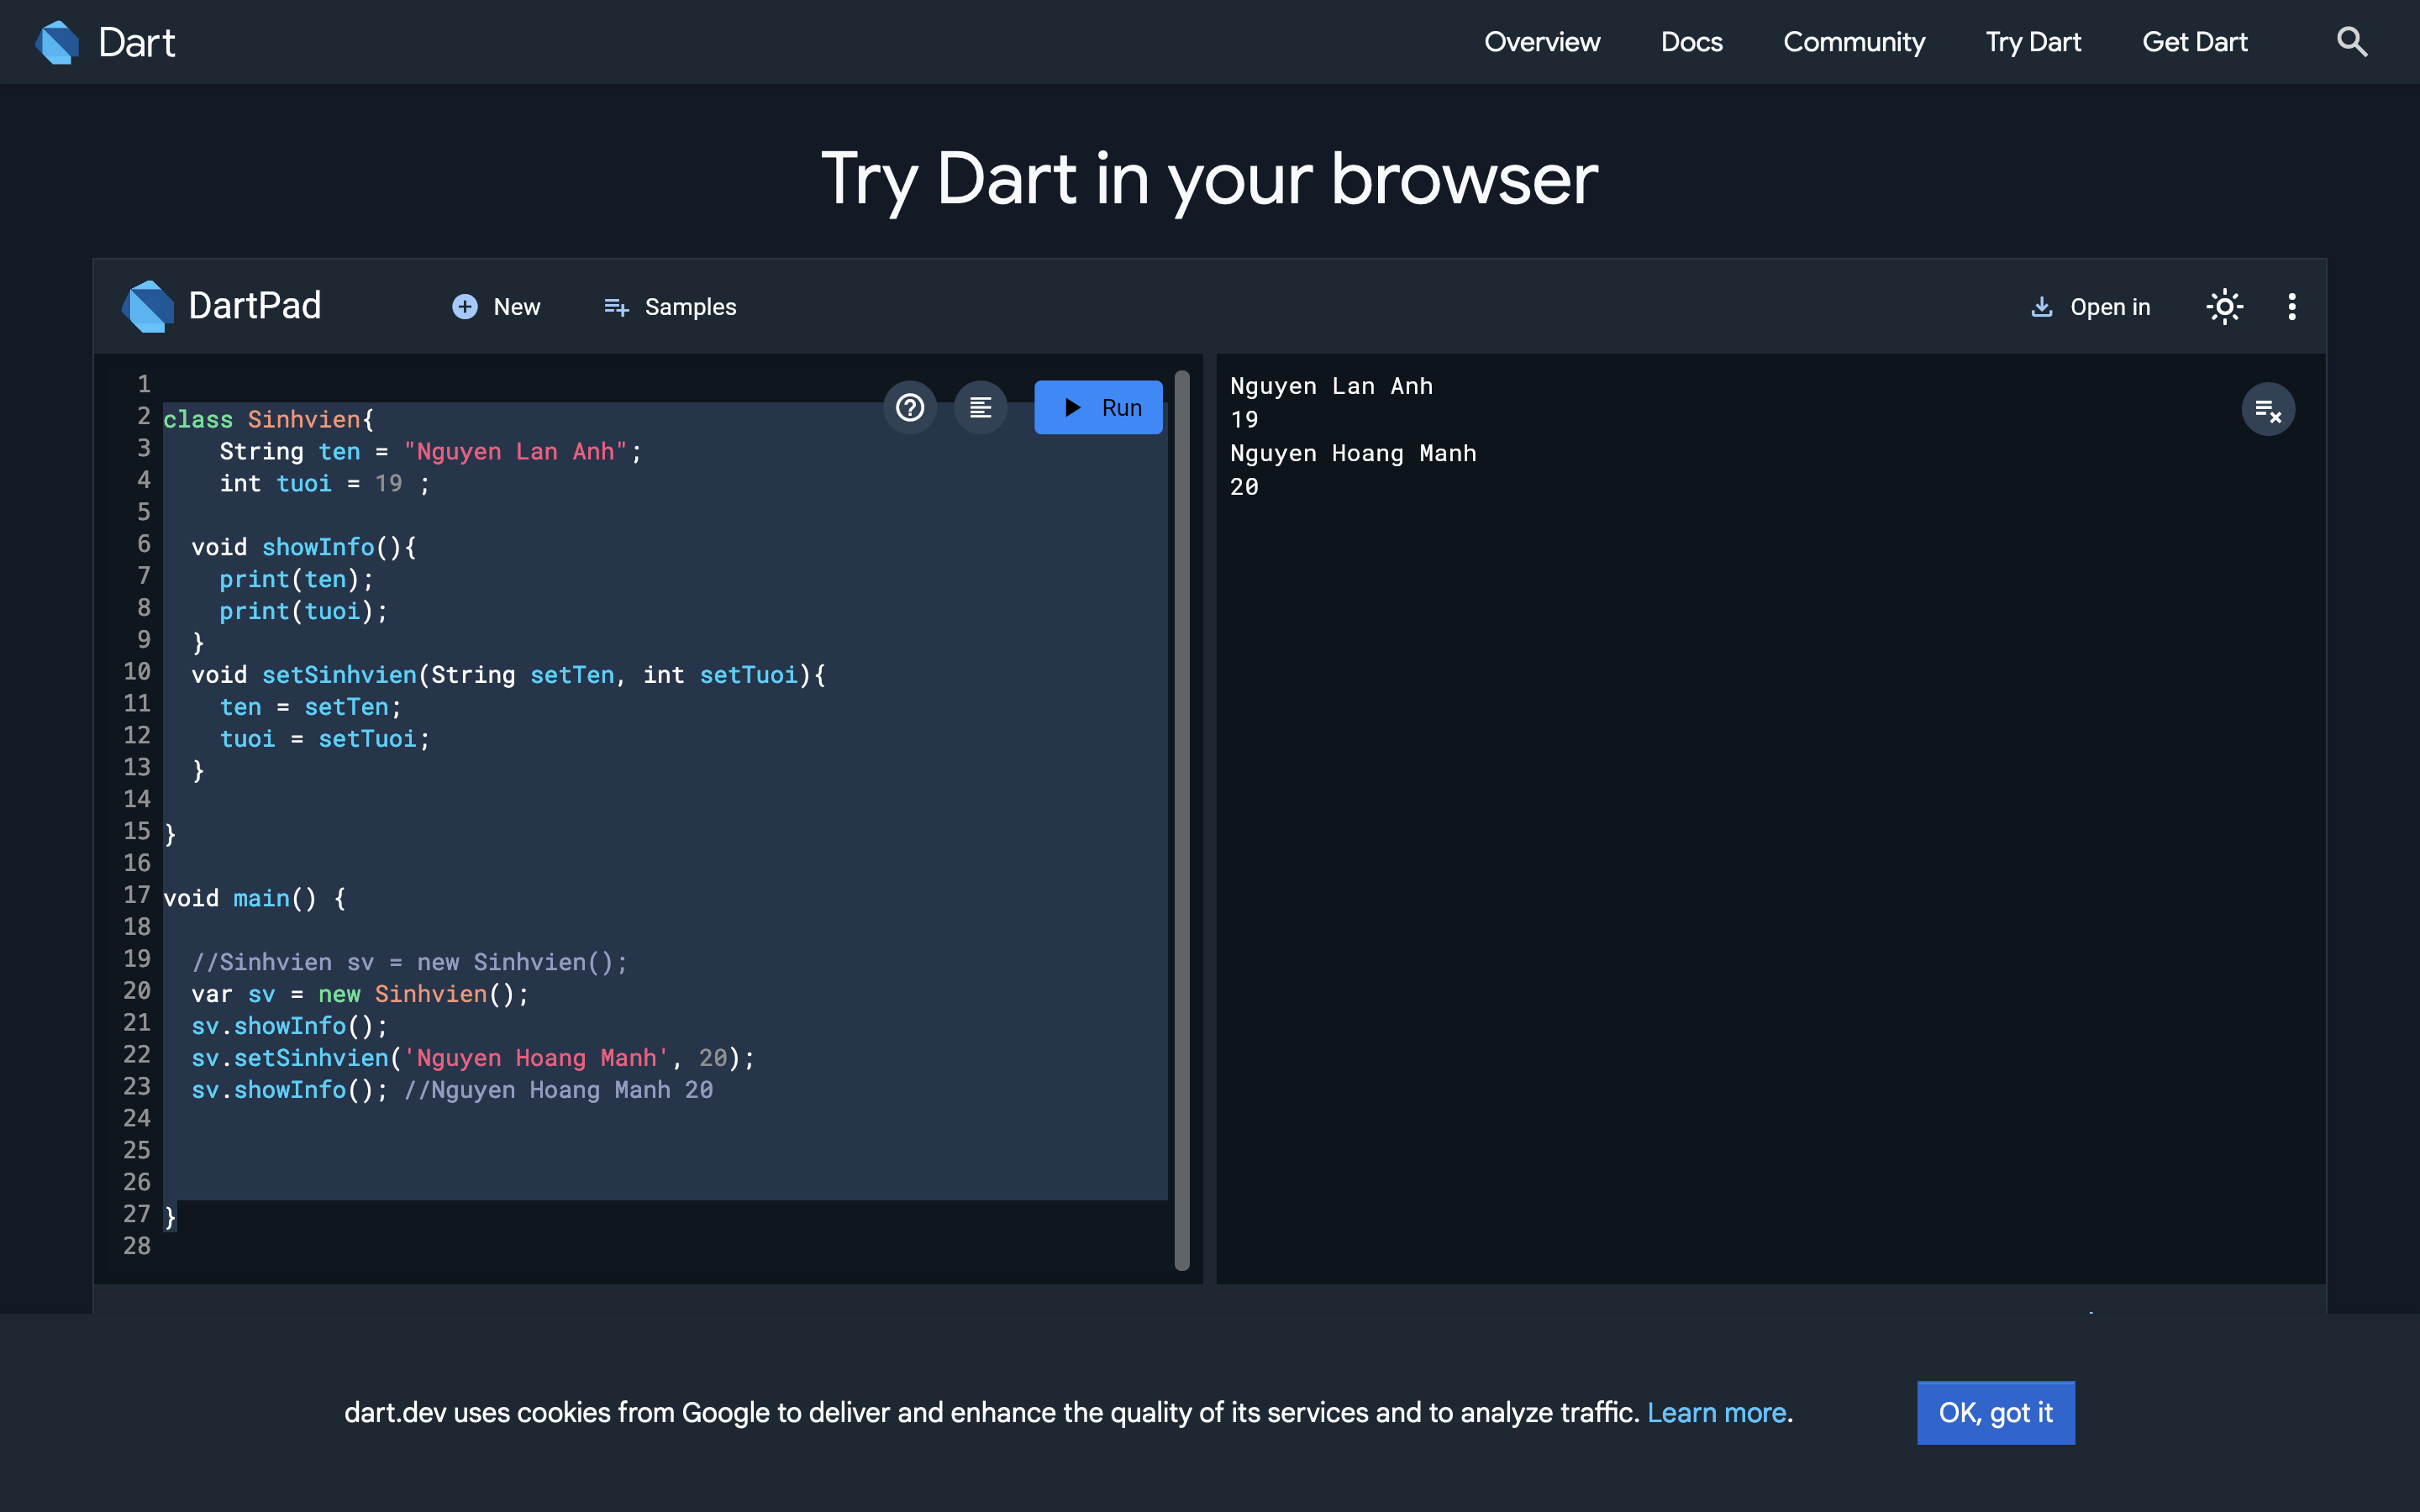 Dart
Overview Docs Community Try Dart Get Dart
Try Dart in your browser
DartPad New Samples Open in
Run
1
2 class Sinhvien{
3     String ten = "Nguyen Lan Anh";
4     int tuoi = 19 ;
5
6   void showInfo(){
7     print(ten);
8     print(tuoi);
9   }
10   void setSinhvien(String setTen, int setTuoi){
11     ten = setTen;
12     tuoi = setTuoi;
13   }
14
15 }
16
17 void main() {
18
19   //Sinhvien sv = new Sinhvien();
20   var sv = new Sinhvien();
21   sv.showInfo();
22   sv.setSinhvien('Nguyen Hoang Manh', 20);
23   sv.showInfo(); //Nguyen Hoang Manh 20
24
25
26
27 }
28
Nguyen Lan Anh
19
Nguyen Hoang Manh
20
dart.dev uses cookies from Google to deliver and enhance the quality of its services and to analyze traffic. Learn more.
OK, got it